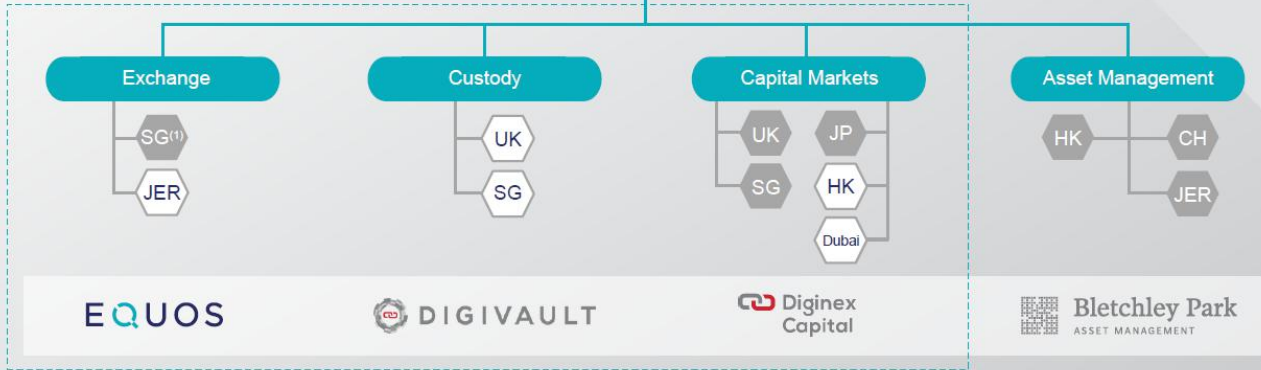 Exchange
Custody
Capital Markets
Asset Management
SG(1)
JER
UK
SG
UK
JP
SG
HK
Dubai
HK
CH
JER
EQUOS
DIGIVAULT
Diginex
Capital
Bletchley Park
ASSET MANAGEMENT